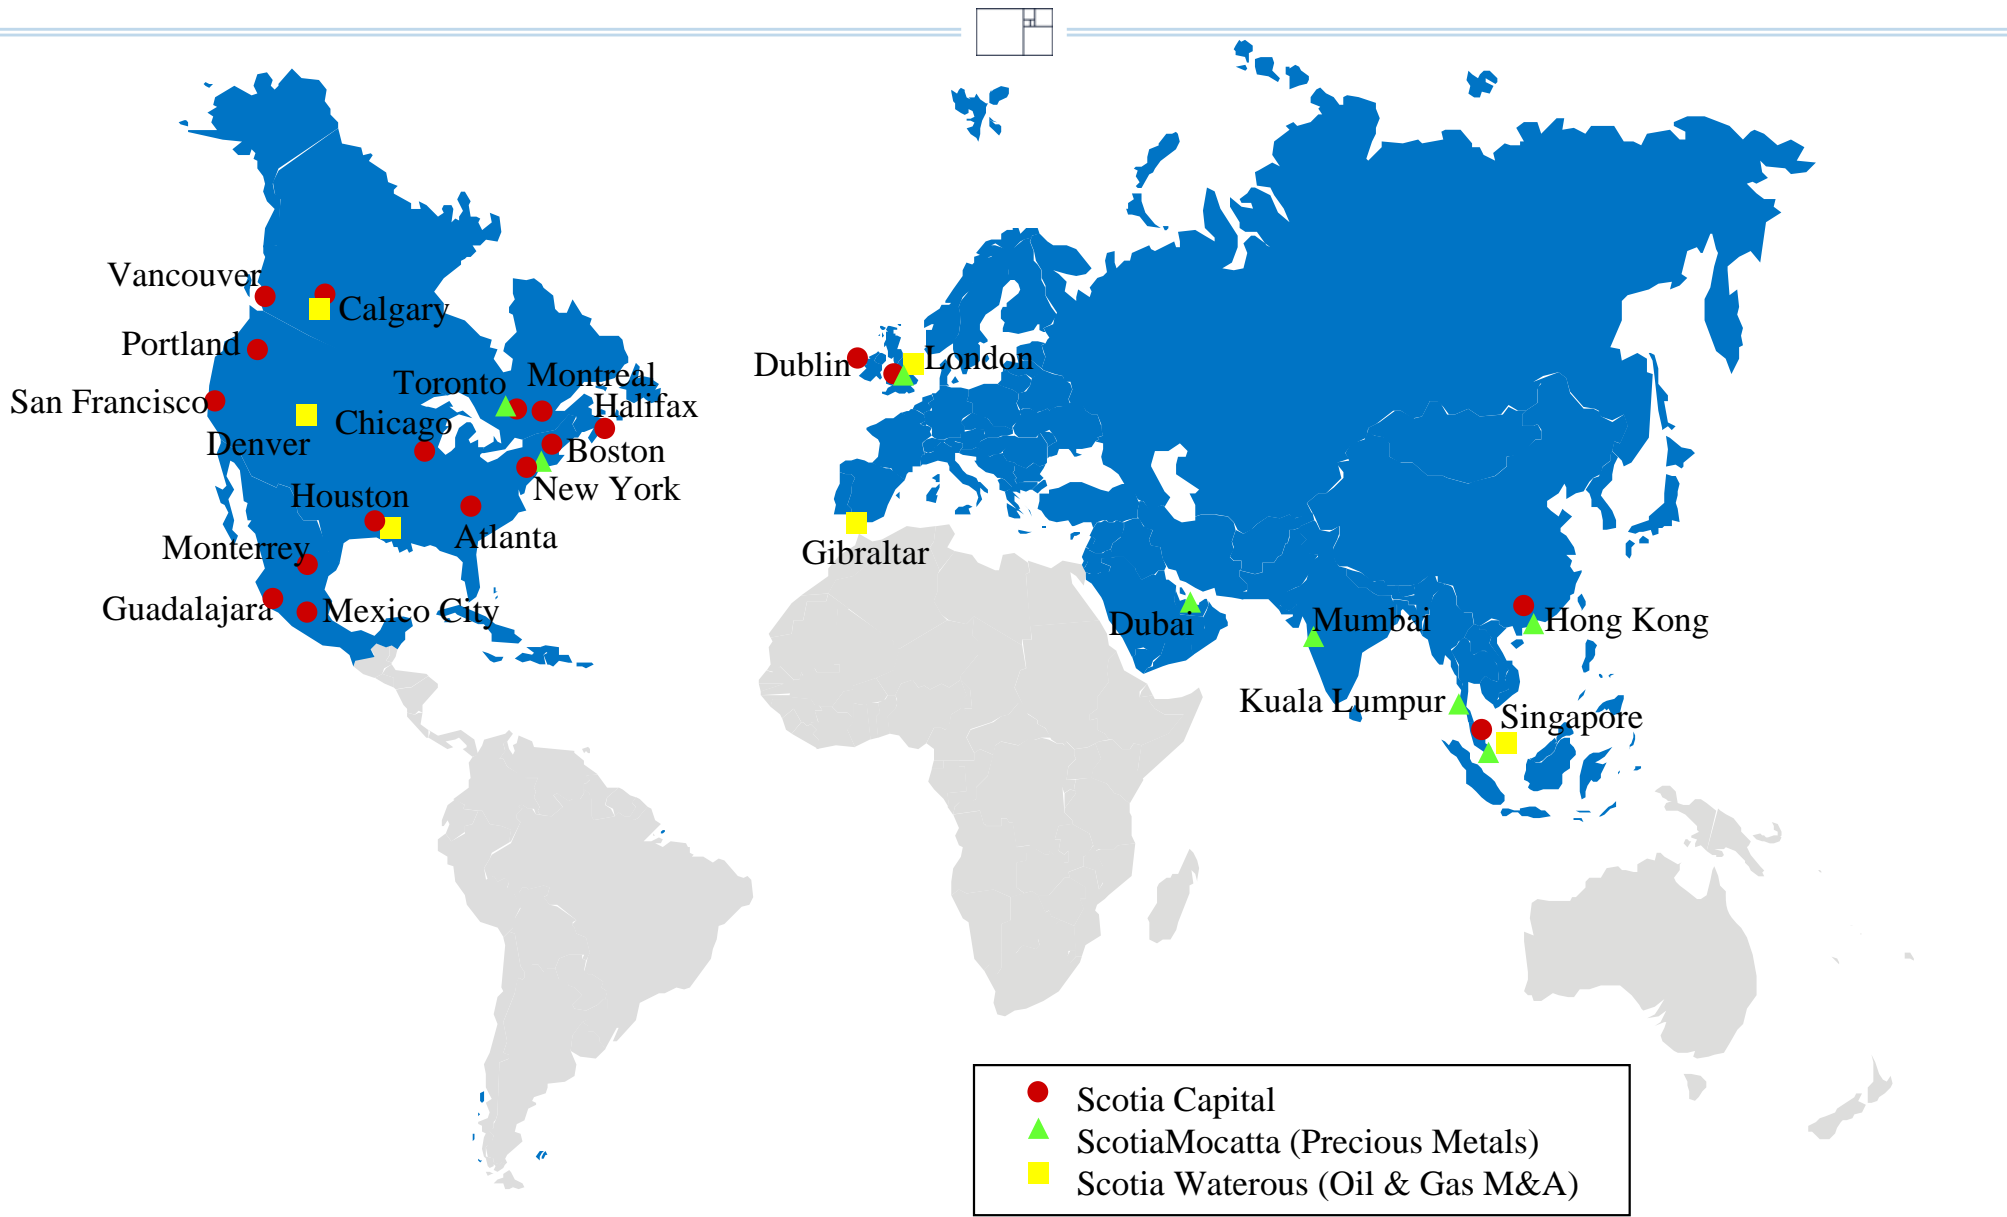 Vancouver
Calgary
Portland
Toronto
Montreal
San Francisco
Halifax
Chicago
Denver
Boston
New York
Houston
Atlanta
Monterrey
Guadalajara
Mexico City
Dublin
London
Gibraltar
Dubai
Mumbai
Hong Kong
Kuala Lumpur
Singapore
Scotia Capital
ScotiaMocatta (Precious Metals)
Scotia Waterous (Oil & Gas M&A)